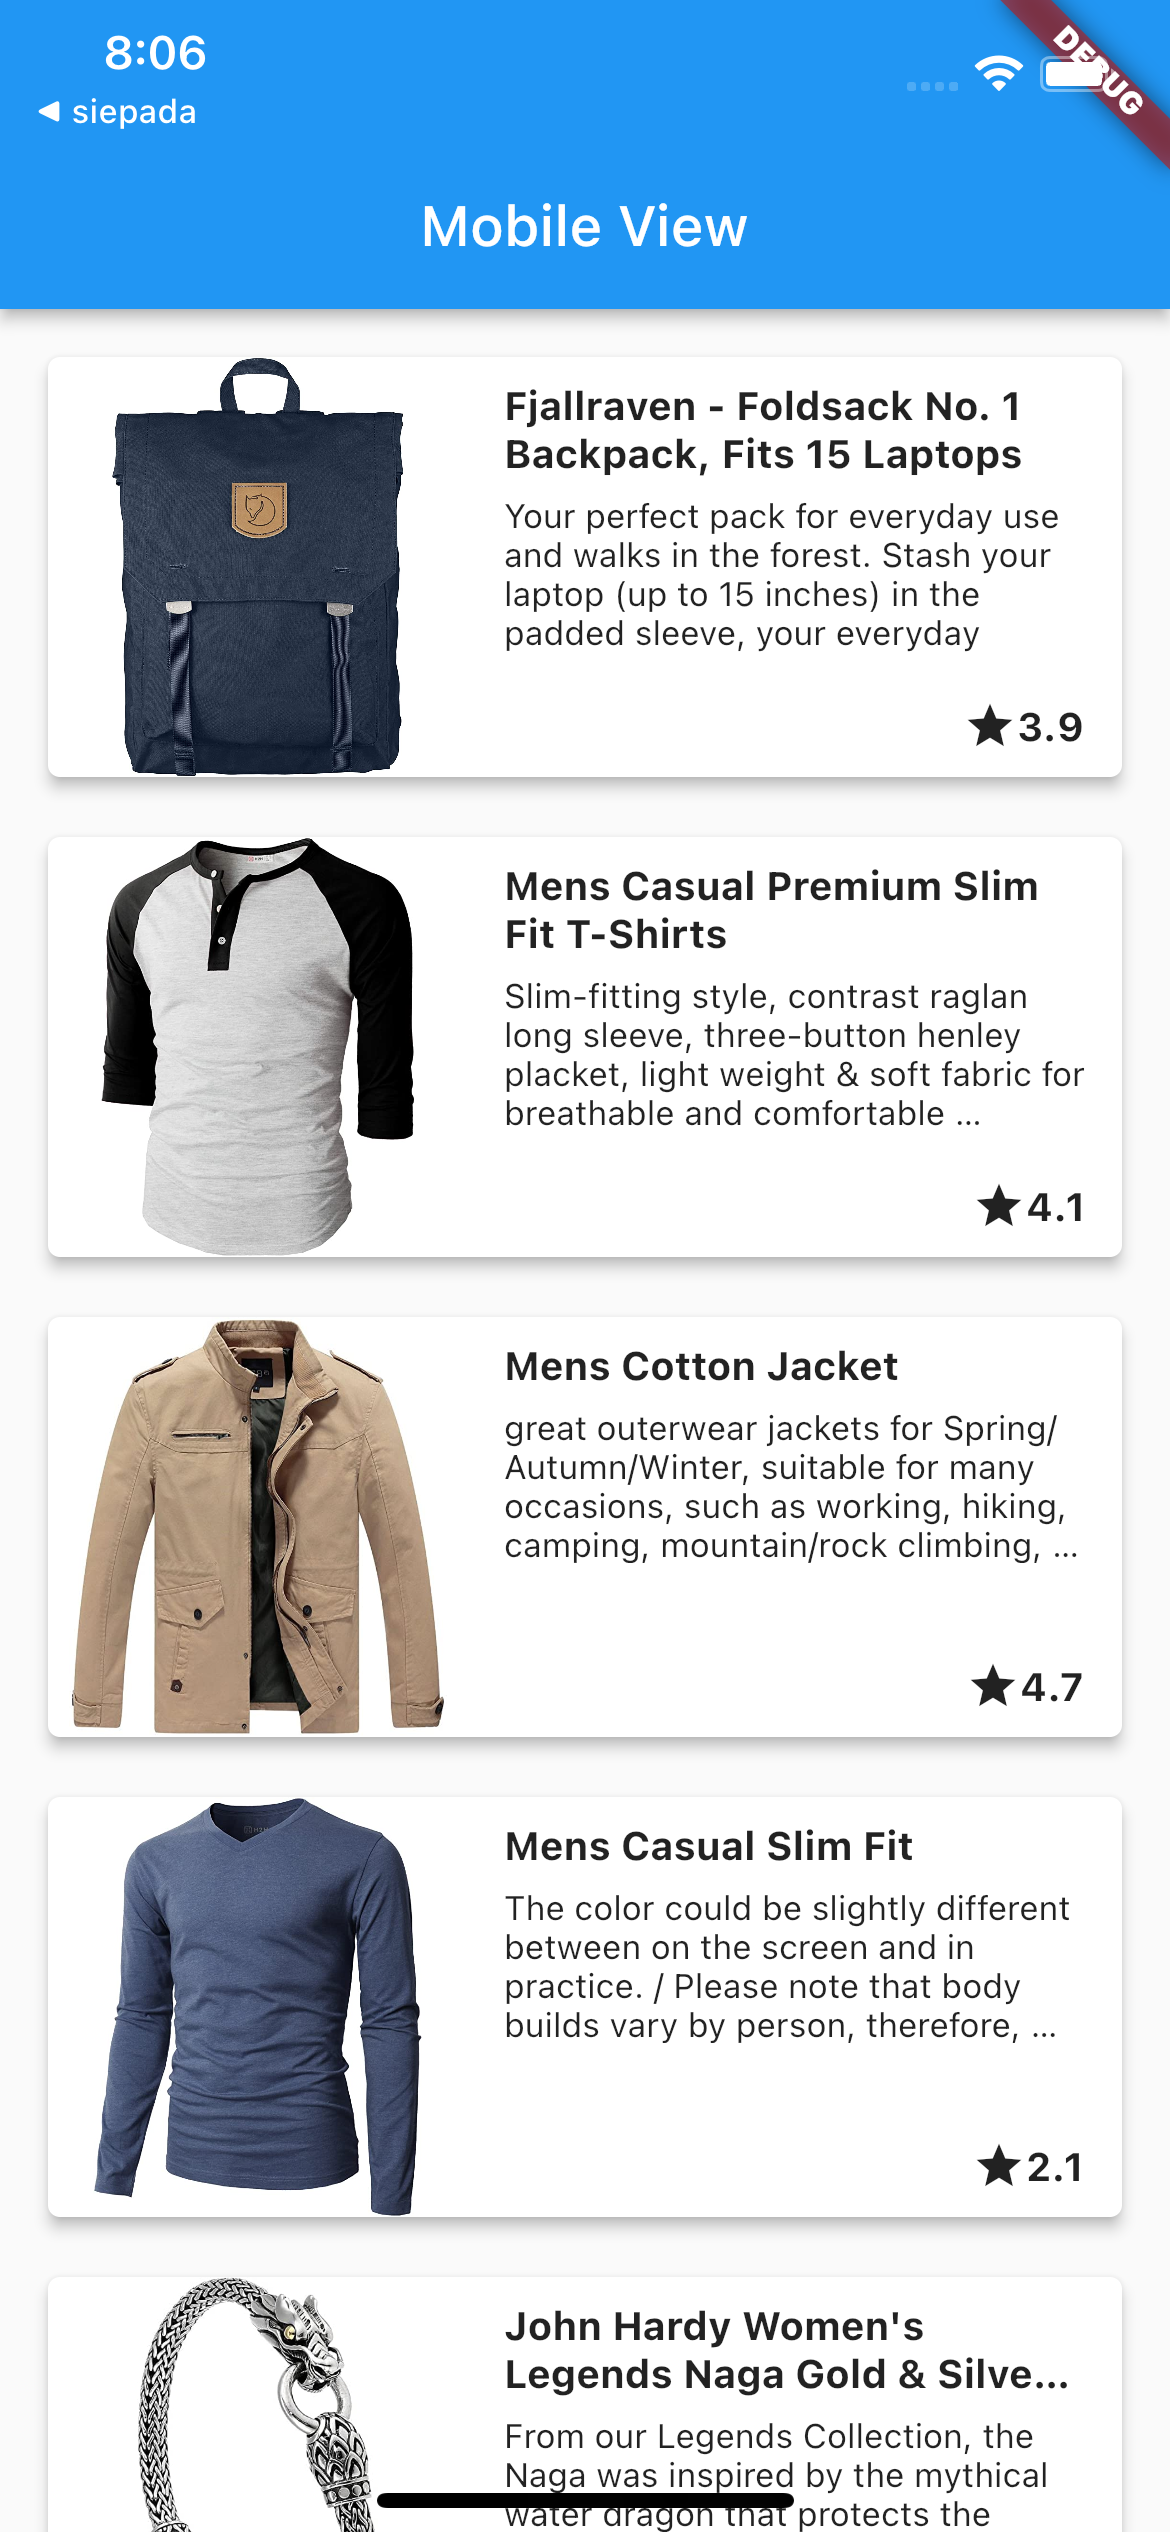 8:06
DEBUG
◀ siepada
Mobile View
Fjallraven - Foldsack No. 1
Backpack, Fits 15 Laptops
Your perfect pack for everyday use
and walks in the forest. Stash your
laptop (up to 15 inches) in the
padded sleeve, your everyday
3.9
Mens Casual Premium Slim
Fit T-Shirts
Slim-fitting style, contrast raglan
long sleeve, three-button henley
placket, light weight & soft fabric for
breathable and comfortable ...
4.1
Mens Cotton Jacket
great outerwear jackets for Spring/
Autumn/Winter, suitable for many
occasions, such as working, hiking,
camping, mountain/rock climbing, ...
4.7
Mens Casual Slim Fit
The color could be slightly different
between on the screen and in
practice. / Please note that body
builds vary by person, therefore, ...
2.1
John Hardy Women's
Legends Naga Gold & Silve...
From our Legends Collection, the
Naga was inspired by the mythical
water dragon that protects the